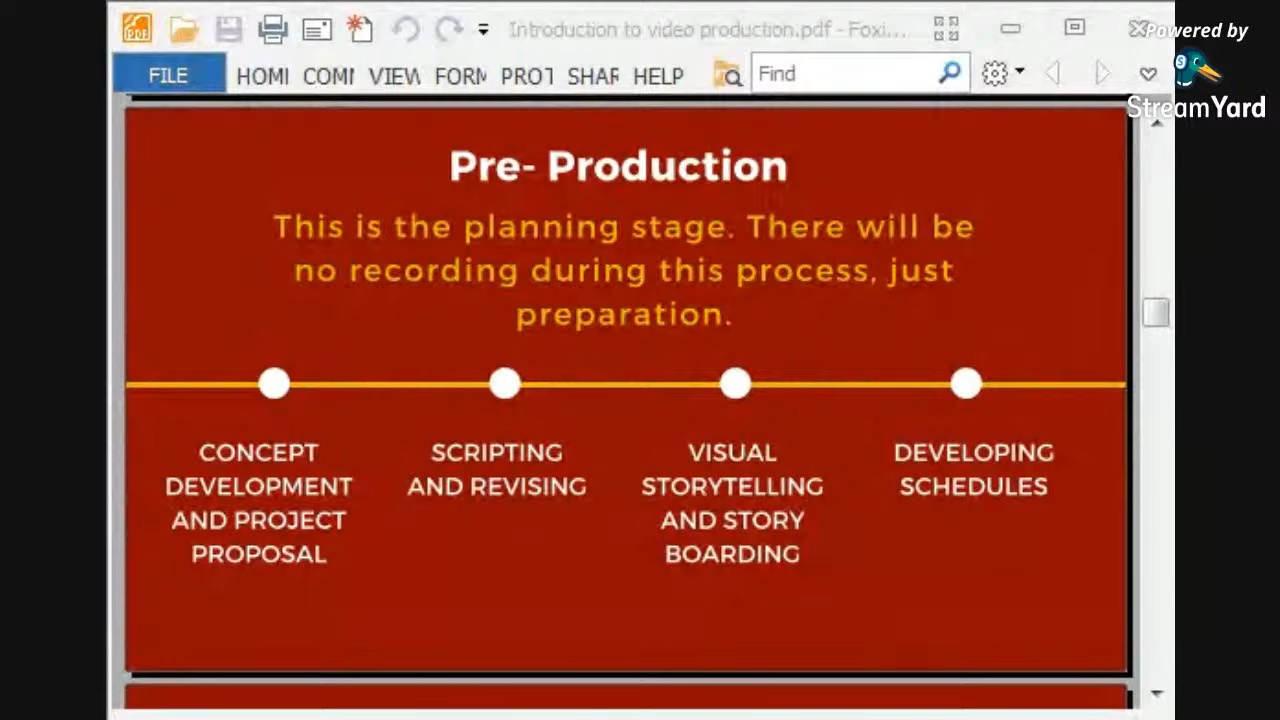 Introduction to video production.pdf - Foxi...
Powered by
FILE HOMI COMI VIEW FORM PROT SHAR HELP Find
StreamYard
Pre- Production
This is the planning stage. There will be
no recording during this process, just
preparation.
CONCEPT
DEVELOPMENT
AND PROJECT
PROPOSAL
SCRIPTING
AND REVISING
VISUAL
STORYTELLING
AND STORY
BOARDING
DEVELOPING
SCHEDULES